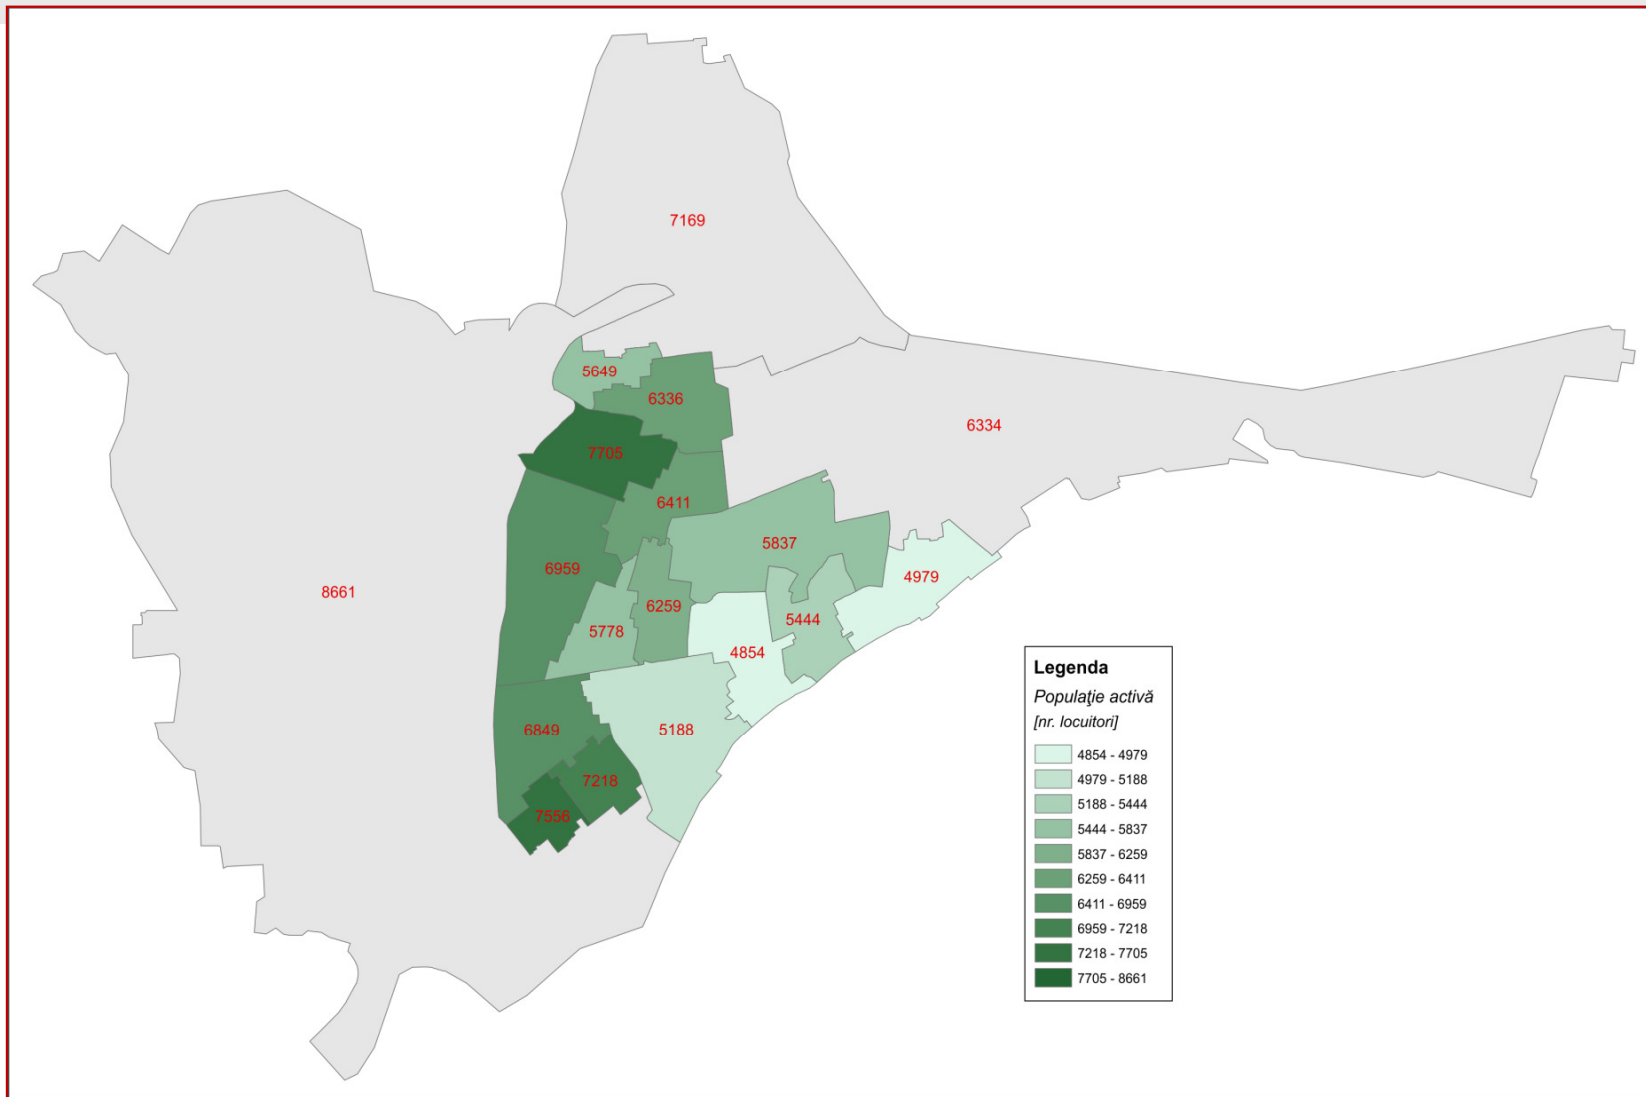 7169
5649
6336
6334
7705
6411
5837
6959
4979
8661
6259
5444
5778
4854
6849
5188
7218
7556
Legenda
Populaţie activă
[nr. locuitori]
4854 - 4979
4979 - 5188
5188 - 5444
5444 - 5837
5837 - 6259
6259 - 6411
6411 - 6959
6959 - 7218
7218 - 7705
7705 - 8661